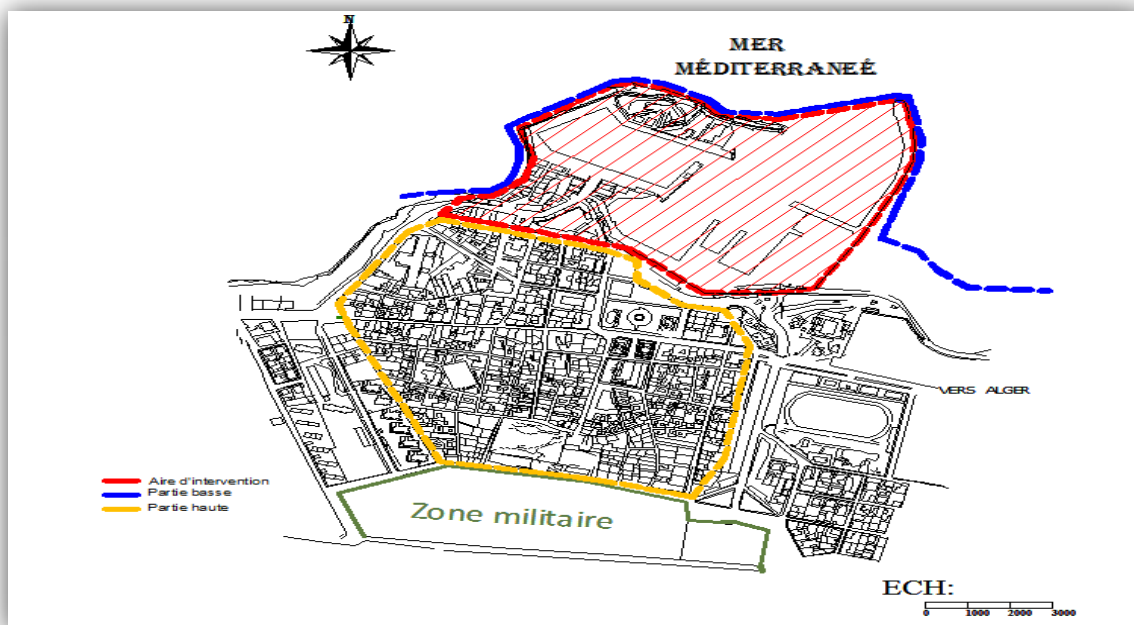 N
MER
MÉDITERRANEÉ
VERS ALGER
Aire d'intervention
Partie basse
Partie haute
Zone militaire
ECH:
0 1000 2000 3000